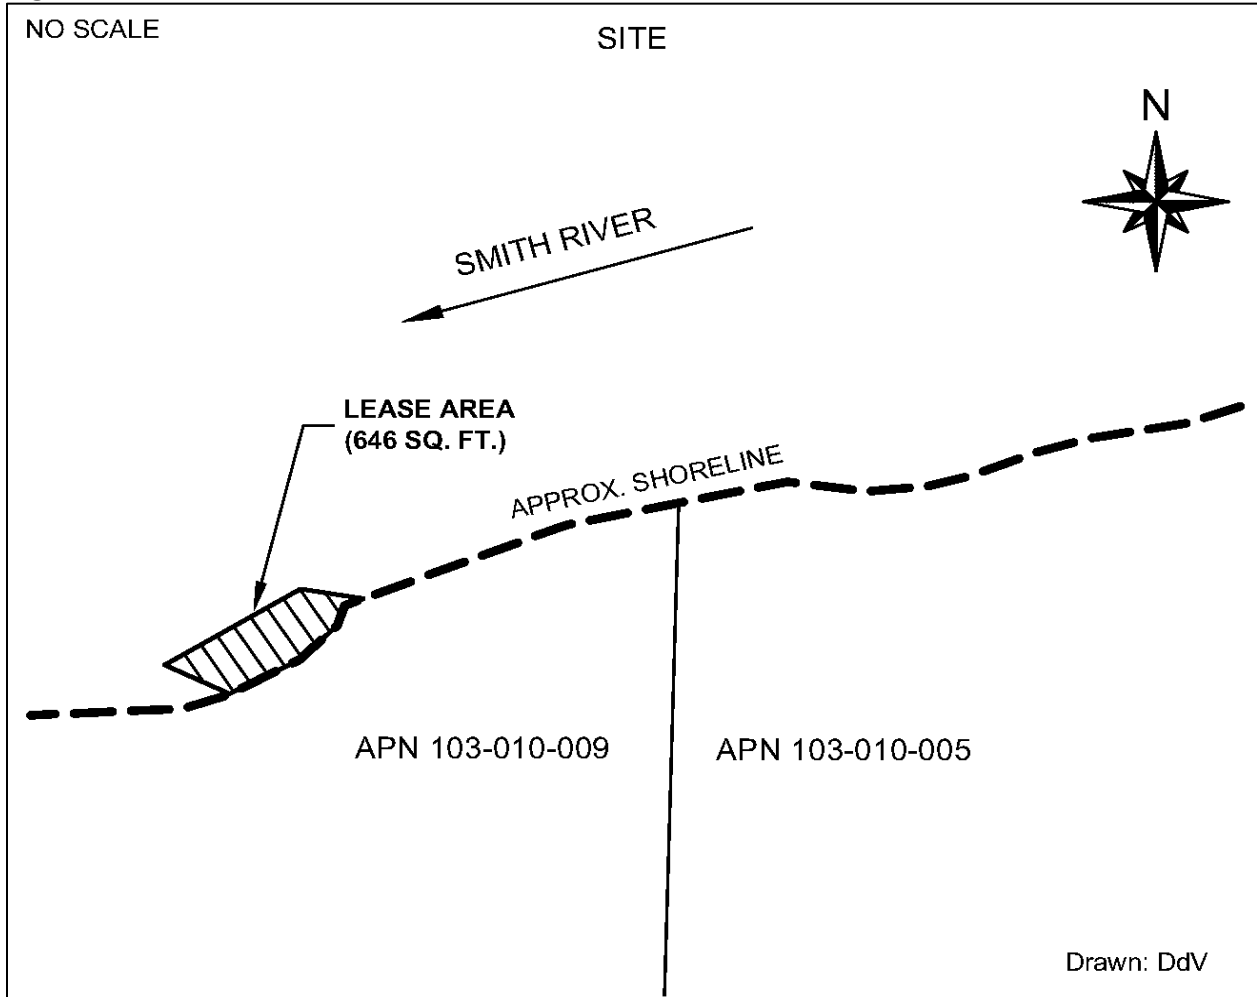 NO SCALE
SITE
N
SMITH RIVER
LEASE AREA
(646 SQ. FT.)
APPROX. SHORELINE
APN 103-010-009
APN 103-010-005
Drawn: DdV